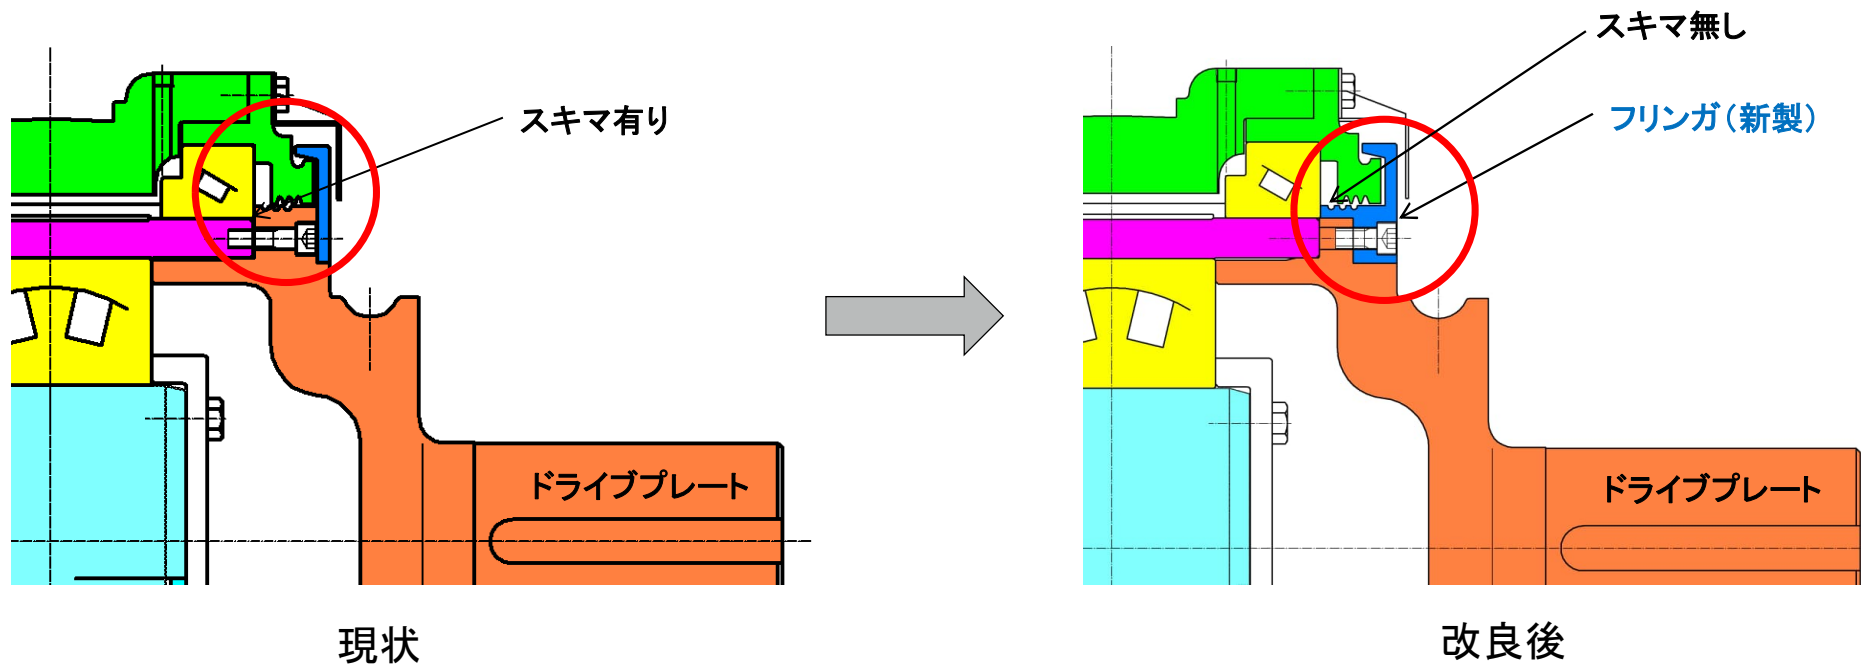 スキマ無し
スキマ有り
フリンガ（新製）
ドライブプレート
ドライブプレート
現状
改良後